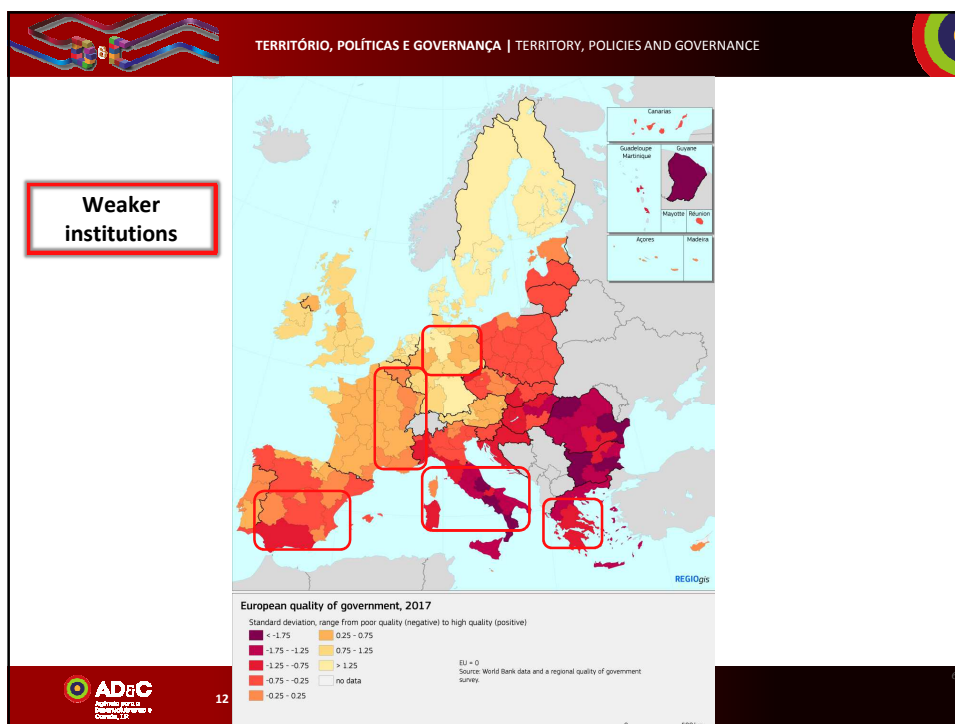 TERRITÓRIO, POLÍTICAS E GOVERNANÇA | TERRITORY, POLICIES AND GOVERNANCE
Weaker
institutions
Canarias
Guadeloupe
Martinique
Guyane
Mayotte
Réunion
Açores
Madeira
REGIOgis
European quality of government, 2017
Standard deviation, range from poor quality (negative) to high quality (positive)
< -1.75
-1.75 - -1.25
-1.25 - -0.75
-0.75 - -0.25
-0.25 - 0.25
0.25 - 0.75
0.75 - 1.25
> 1.25
no data
EU = 0
Source: World Bank data and a regional quality of government
survey.
AD&C
Agência para o
Desenvolvimento e
Coesão, I.P.
12